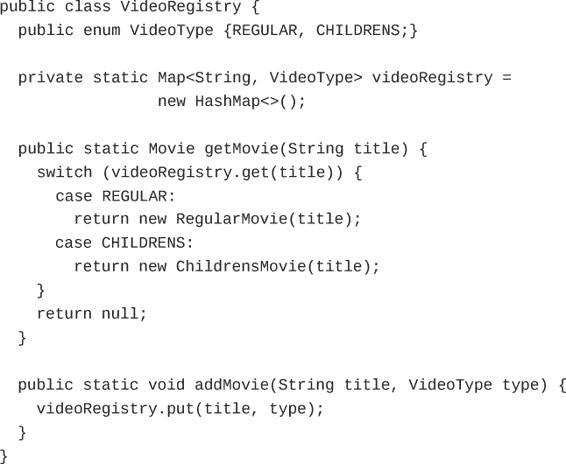 public class VideoRegistry {
  public enum VideoType {REGULAR, CHILDRENS;}

  private static Map<String, VideoType> videoRegistry =
                 new HashMap<>();

  public static Movie getMovie(String title) {
    switch (videoRegistry.get(title)) {
      case REGULAR:
        return new RegularMovie(title);
      case CHILDRENS:
        return new ChildrensMovie(title);
    }
    return null;
  }

  public static void addMovie(String title, VideoType type) {
    videoRegistry.put(title, type);
  }
}